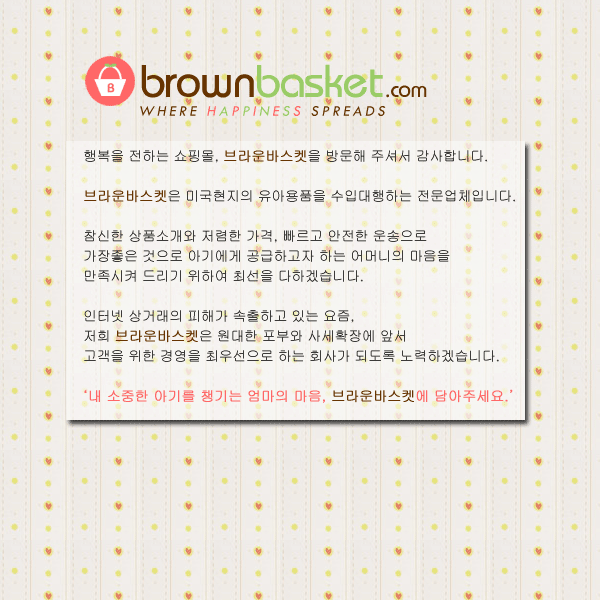 B
brownbasket.com
WHERE HAPPINESS SPREADS
행복을 전하는 쇼핑몰, 브라운바스켓을 방문해 주셔서 감사합니다.
브라운바스켓은 미국현지의 유아용품을 수입대행하는 전문업체입니다.
참신한 상품소개와 저렴한 가격, 빠르고 안전한 운송으로
가장좋은 것으로 아기에게 공급하고자 하는 어머니의 마음을
만족시켜 드리기 위하여 최선을 다하겠습니다.
인터넷 상거래의 피해가 속출하고 있는 요즘,
저희 브라운바스켓은 원대한 포부와 사세확장에 앞서
고객을 위한 경영을 최우선으로 하는 회사가 되도록 노력하겠습니다.
‘내 소중한 아기를 챙기는 엄마의 마음, 브라운바스켓에 담아주세요.’